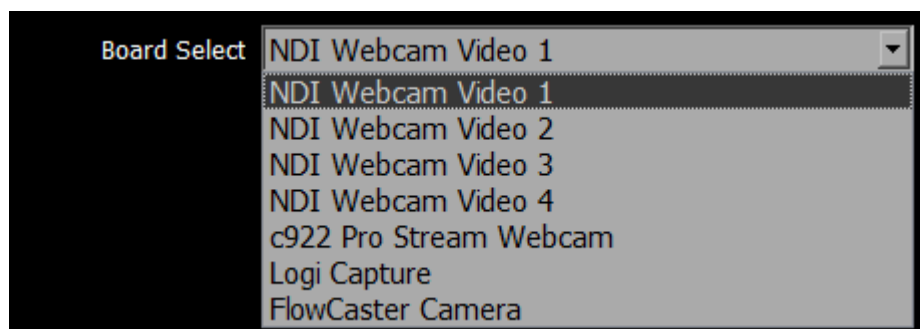 Board Select NDI Webcam Video 1
NDI Webcam Video 1
NDI Webcam Video 2
NDI Webcam Video 3
NDI Webcam Video 4
c922 Pro Stream Webcam
Logi Capture
FlowCaster Camera